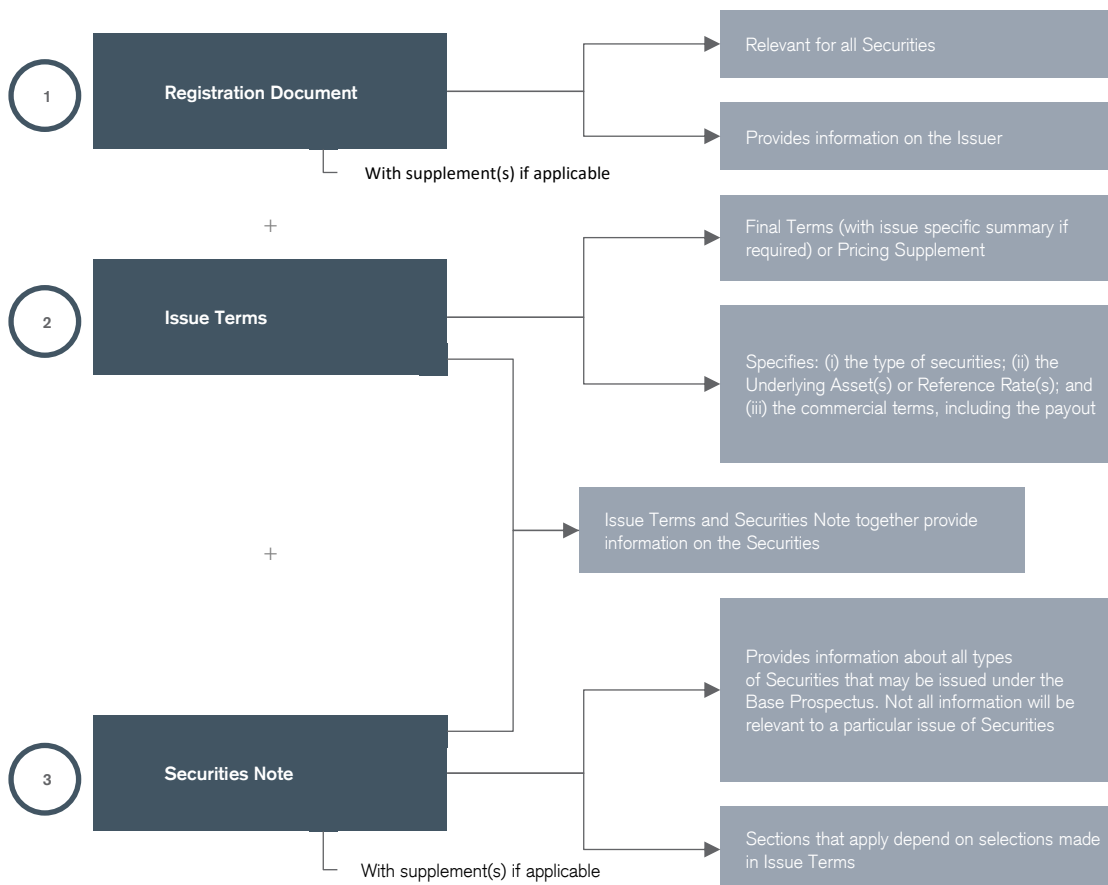 1
Registration Document
With supplement(s) if applicable
Relevant for all Securities
Provides information on the Issuer
+
2
Issue Terms
Final Terms (with issue specific summary if
required) or Pricing Supplement
Specifies: (i) the type of securities; (ii) the
Underlying Asset(s) or Reference Rate(s); and
(iii) the commercial terms, including the payout
Issue Terms and Securities Note together provide
information on the Securities
+
3
Securities Note
With supplement(s) if applicable
Provides information about all types
of Securities that may be issued under the
Base Prospectus. Not all information will be
relevant to a particular issue of Securities
Sections that apply depend on selections made
in Issue Terms